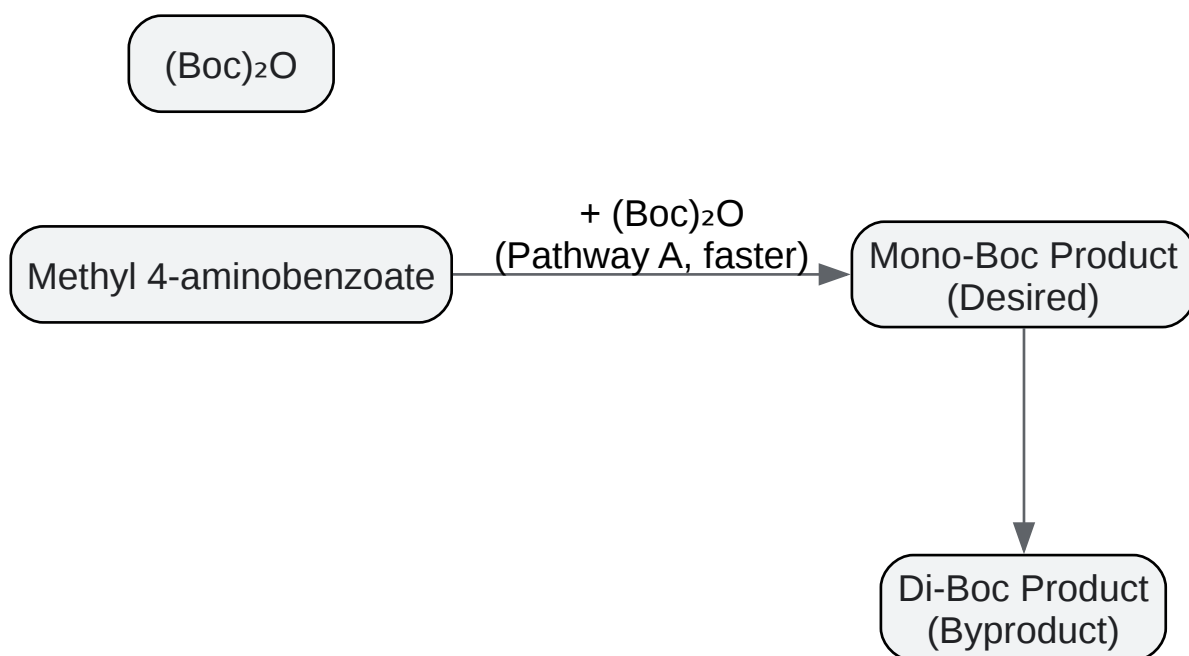 (Boc)₂O
+ (Boc)₂O
(Pathway A, faster)
Methyl 4-aminobenzoate
Mono-Boc Product
(Desired)
Di-Boc Product
(Byproduct)